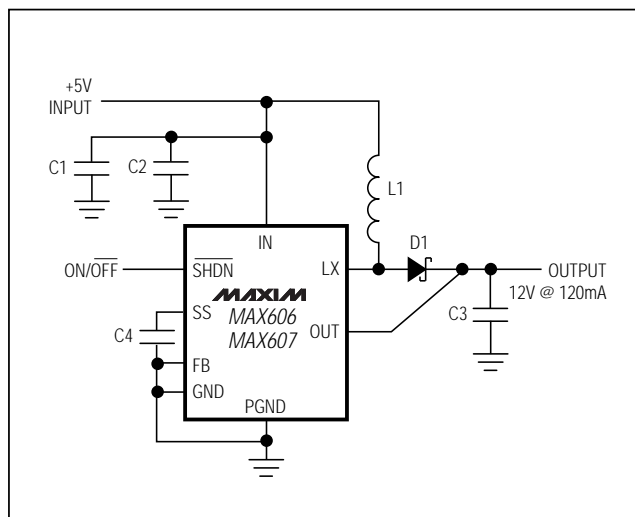 +5V
INPUT
C1
C2
L1
IN
D1
ON/OFF
SHDN
LX
OUTPUT
12V @ 120mA
MAXIM
SS
MAX606
C3
C4
MAX607
OUT
FB
GND
PGND